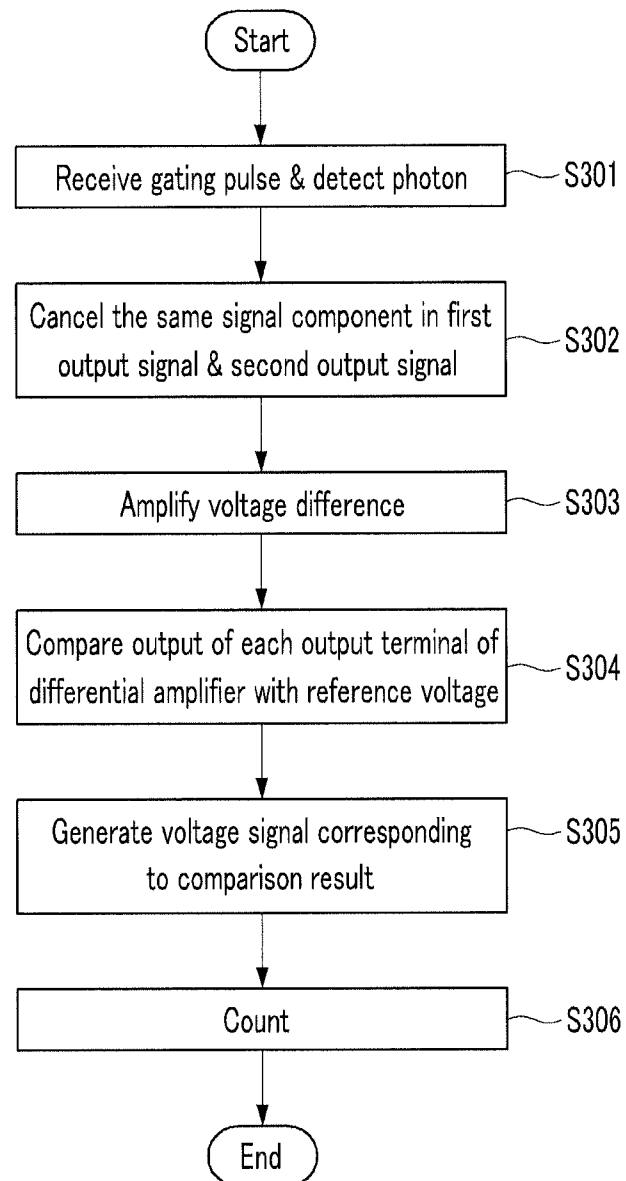 Start
Receive gating pulse & detect photon
S301
Cancel the same signal component in first
output signal & second output signal
S302
Amplify voltage difference
S303
Compare output of each output terminal of
differential amplifier with reference voltage
S304
Generate voltage signal corresponding
to comparison result
S305
Count
S306
End